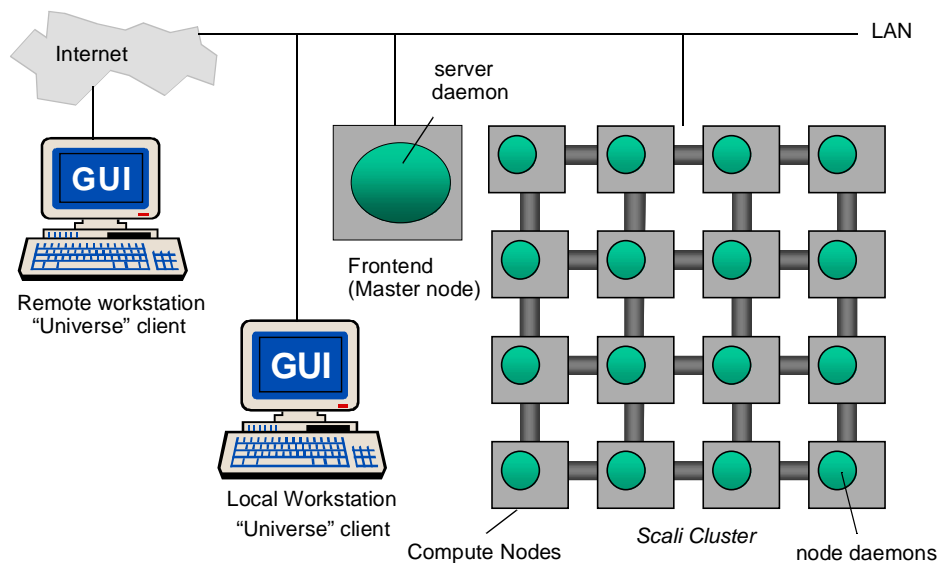 LAN
Internet
server
daemon
GUI
Frontend
(Master node)
Remote workstation
“Universe” client
GUI
Local Workstation
“Universe” client
Compute Nodes
Scali Cluster
node daemons